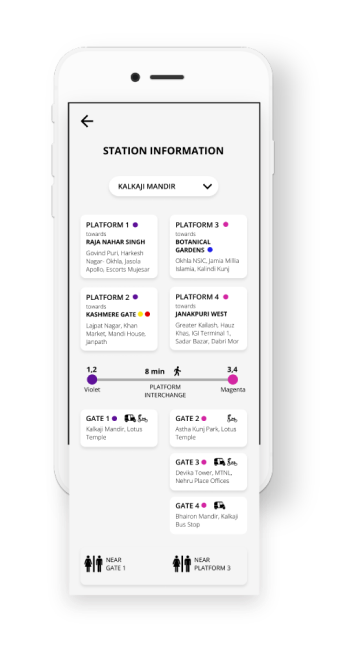 STATION INFORMATION
KALKAJI MANDIR
PLATFORM 1
towards
RAJA NAHAR SINGH
Govind Puri, Harkesh
Nagar- Okhla, Jasola
Apollo, Escorts Mujesar
PLATFORM 3
towards
BOTANICAL
GARDENS
Okhla NSIC, Jamia Millia
Islamia, Kalindi Kunj
PLATFORM 2
towards
KASHMERE GATE
Lajpat Nagar, Khan
Market, Mandi House,
Janpath
PLATFORM 4
towards
JANAKPURI WEST
Greater Kailash, Hauz
Khas, IGI Terminal 1,
Sadar Bazar, Dabri Mor
1,2
8 min
3,4
Violet
PLATFORM
INTERCHANGE
Magenta
GATE 1
Kalkaji Mandir, Lotus
Temple
GATE 2
Astha Kunj Park, Lotus
Temple
GATE 3
Devika Tower, MTNL,
Nehru Place Offices
GATE 4
Bhairon Mandir, Kalkaji
Bus Stop
NEAR
GATE 1
NEAR
PLATFORM 3